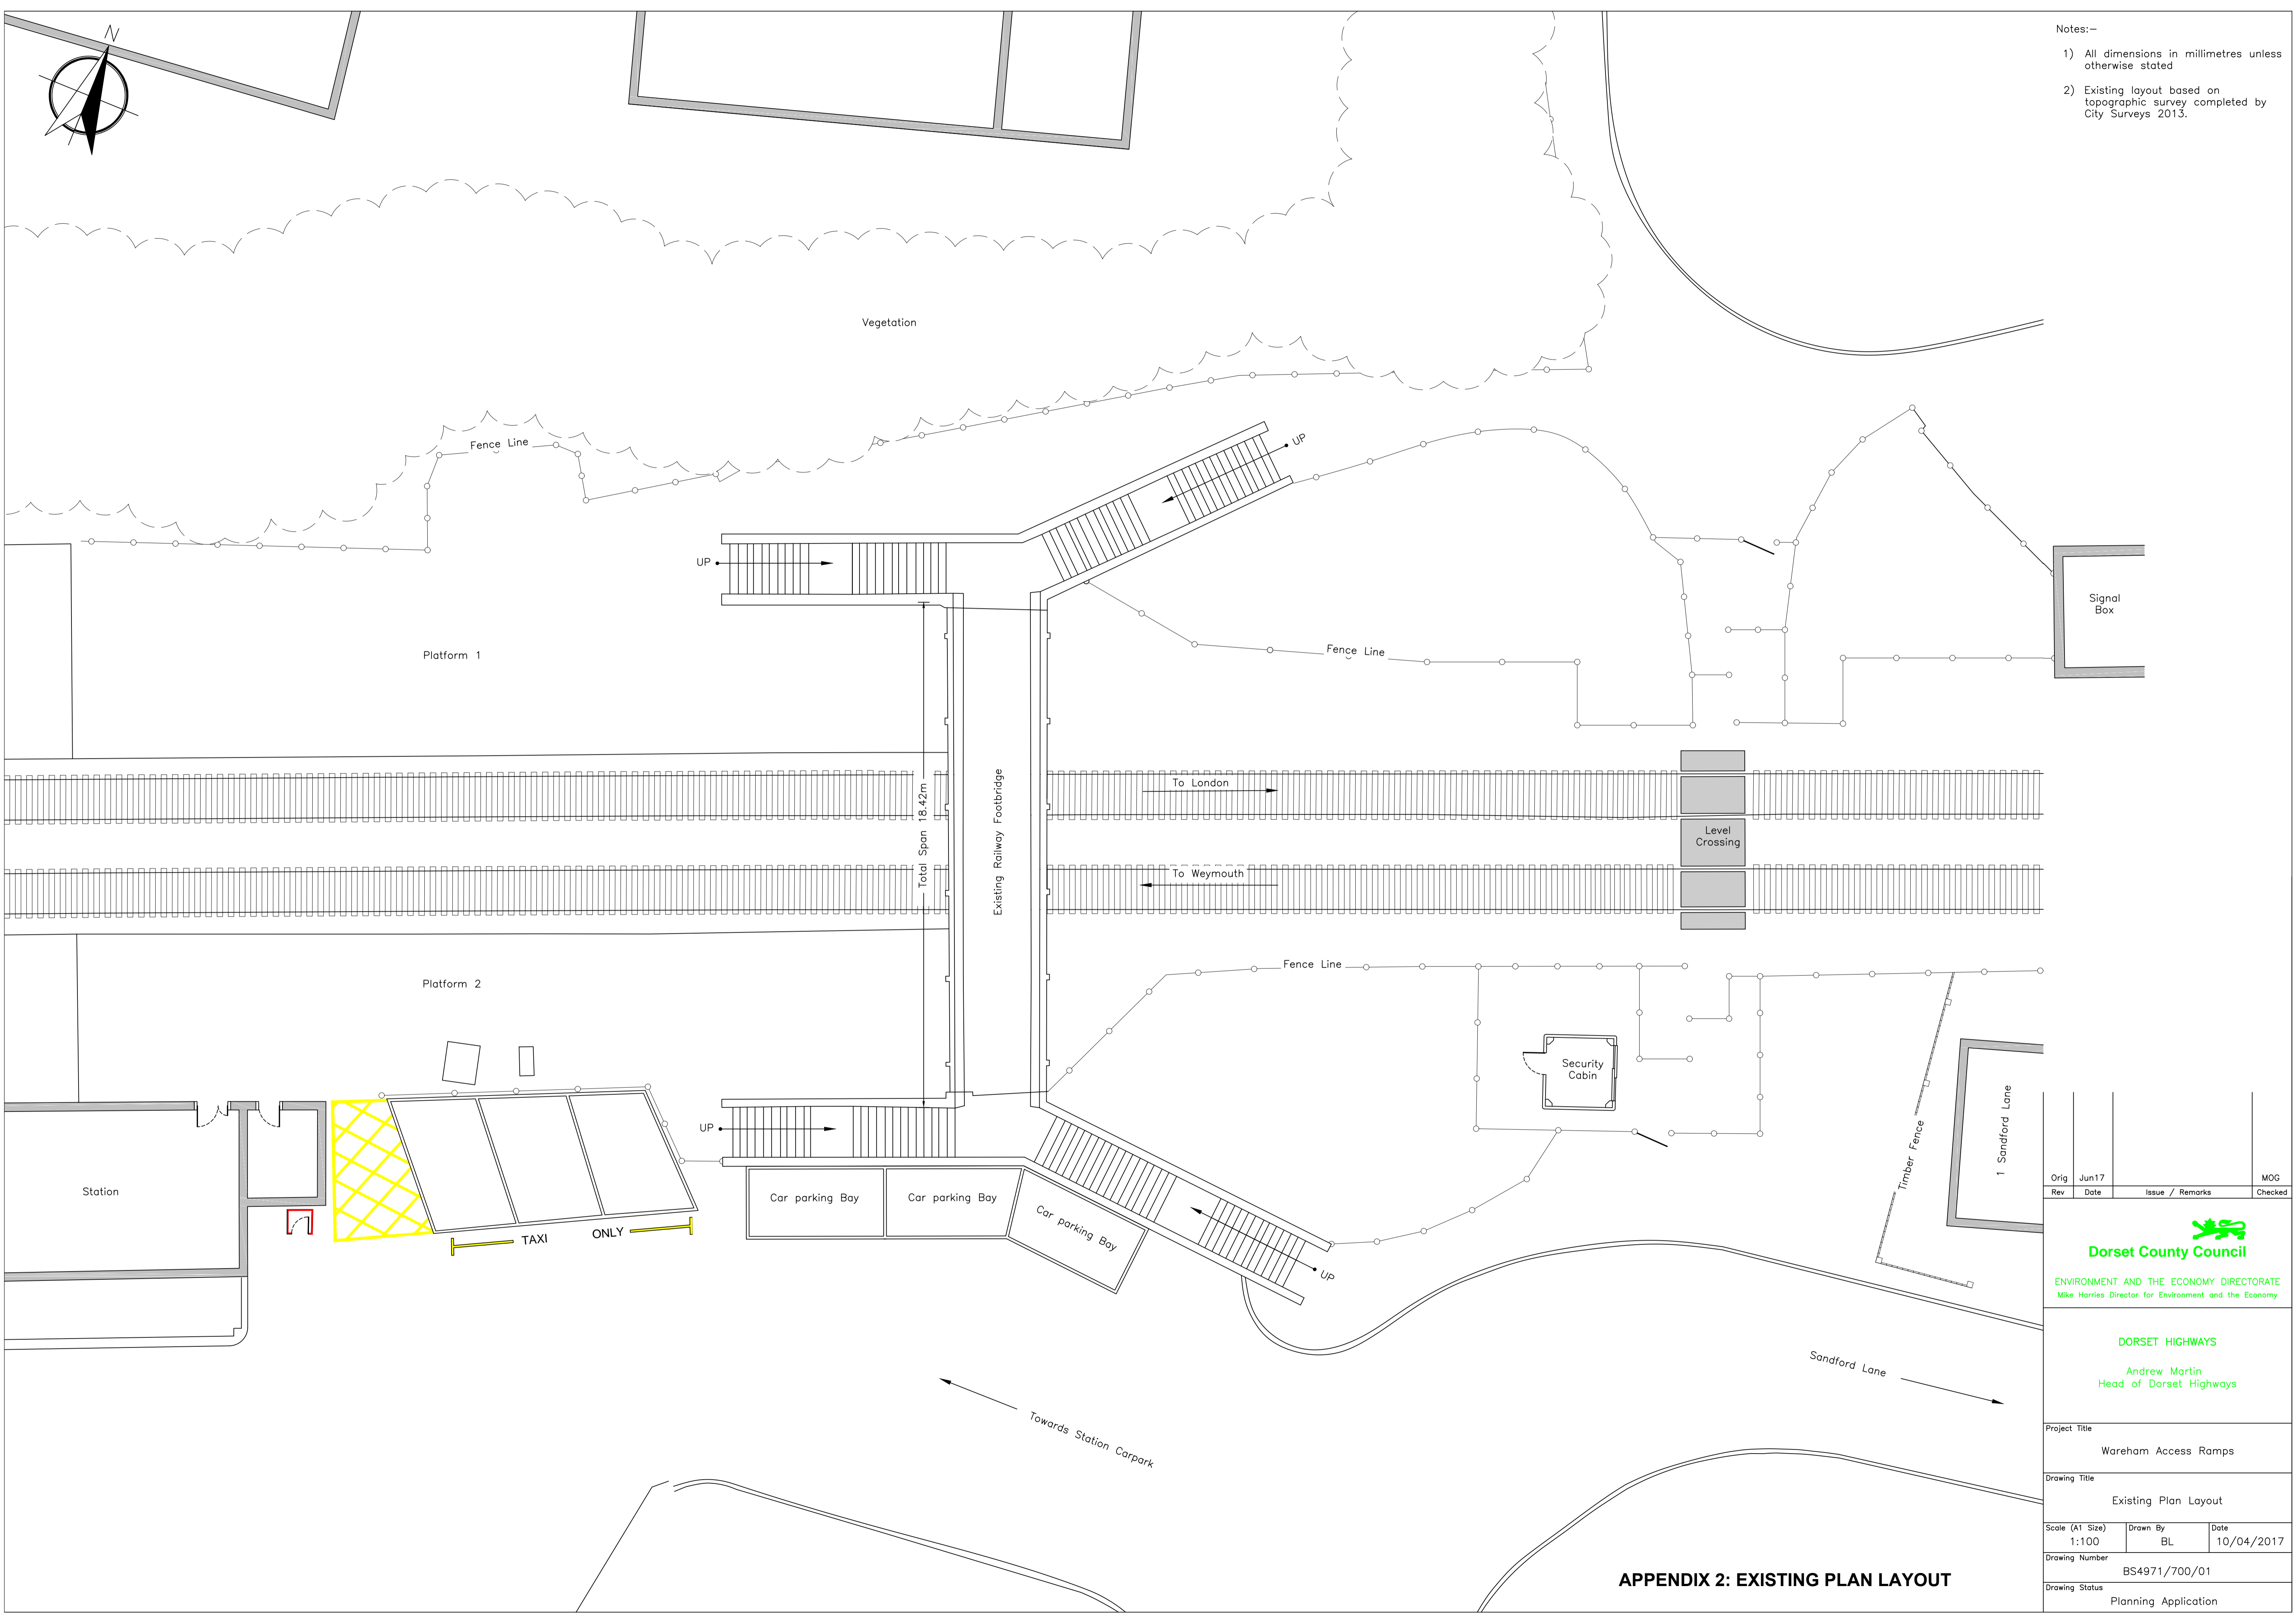 N
Notes:-
1) All dimensions in millimetres unless
otherwise stated
2) Existing layout based on
topographic survey completed by
City Surveys 2013.
Vegetation
Fence Line
UP
UP
Signal
Box
Platform 1
Fence Line
To London
Total Span 18.42m
Existing Railway Footbridge
Level
Crossing
To Weymouth
Fence Line
Platform 2
Security
Cabin
Timber Fence
1 Sandford Lane
UP
Station
Car parking Bay
Car parking Bay
Car parking Bay
TAXI ONLY
UP
Sandford Lane
Towards Station Carpark
APPENDIX 2: EXISTING PLAN LAYOUT
Orig Jun17 MOG
Rev Date Issue / Remarks Checked
Dorset County Council
ENVIRONMENT AND THE ECONOMY DIRECTORATE
Mike Harries Director for Environment and the Economy
DORSET HIGHWAYS
Andrew Martin
Head of Dorset Highways
Project Title
Wareham Access Ramps
Drawing Title
Existing Plan Layout
Scale (A1 Size) Drawn By Date
1:100 BL 10/04/2017
Drawing Number
BS4971/700/01
Drawing Status
Planning Application